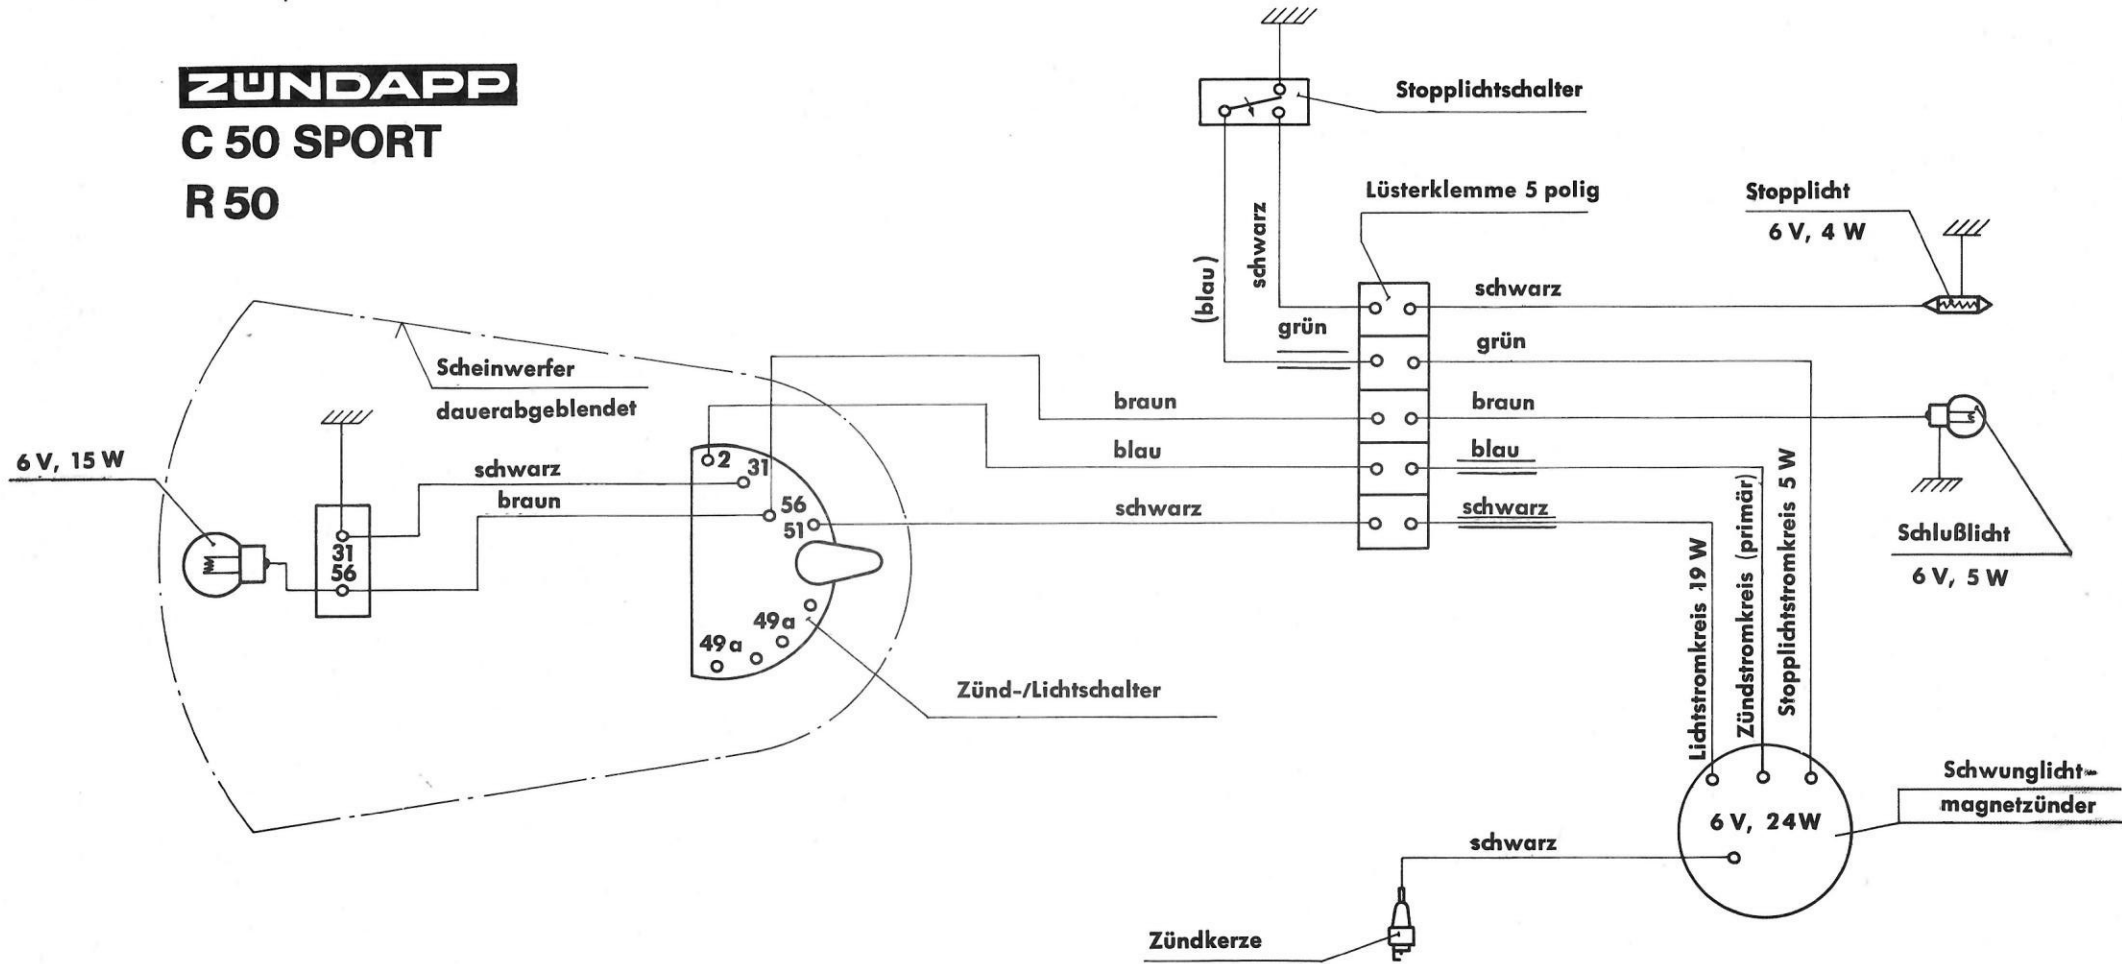 ZÜNDAPP
C 50 SPORT
R 50
Stopplichtschalter
Lüsterklemme 5 polig
Stopplicht
6 V, 4 W
(blau)
schwarz
schwarz
grün
grün
Scheinwerfer
dauerabgeblendet
braun
braun
blau
blau
schwarz
schwarz
6 V, 15 W
schwarz
braun
31
56
2
31
56
51
49a
49a
Zünd-/Lichtschalter
Schlußlicht
6 V, 5 W
Lichtstromkreis 19 W
Zündstromkreis (primär)
Stopplichtstromkreis 5 W
Schwunglicht-
magnetzünder
6 V, 24W
schwarz
Zündkerze